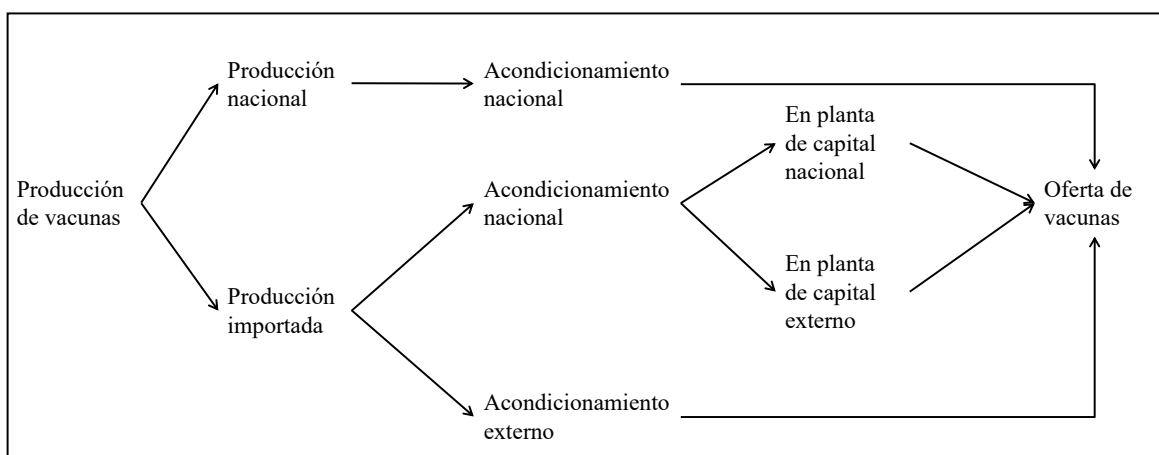 Producción
de vacunas
Producción
nacional
Producción
importada
Acondicionamiento
nacional
Acondicionamiento
nacional
Acondicionamiento
externo
En planta
de capital
nacional
En planta
de capital
externo
Oferta de
vacunas